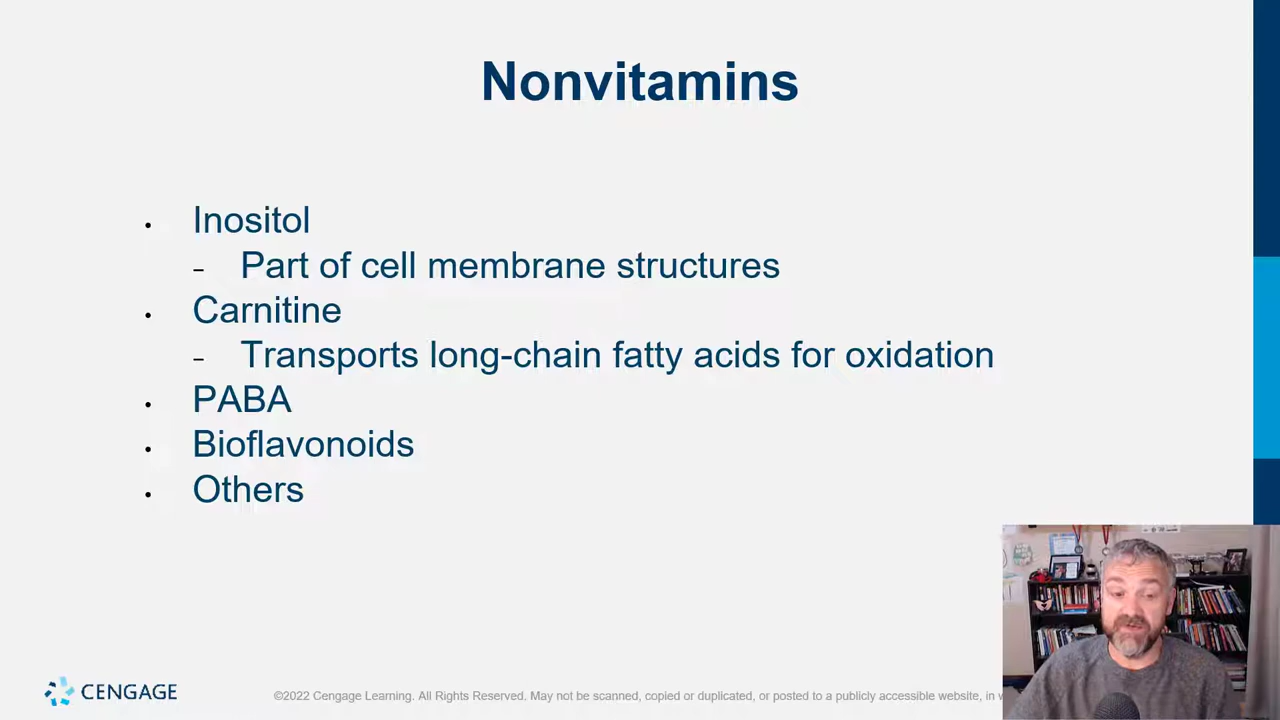 Nonvitamins
• Inositol
– Part of cell membrane structures
• Carnitine
– Transports long-chain fatty acids for oxidation
• PABA
• Bioflavonoids
• Others
CENGAGE
©2022 Cengage Learning. All Rights Reserved. May not be scanned, copied or duplicated, or posted to a publicly accessible website, in